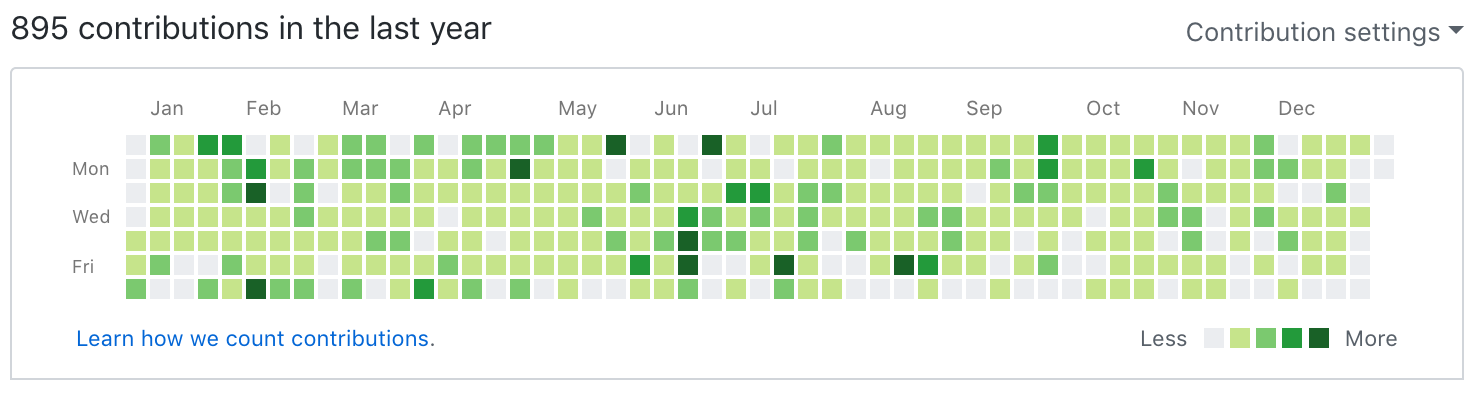 895 contributions in the last year
Contribution settings
Jan Feb Mar Apr May Jun Jul Aug Sep Oct Nov Dec
Mon
Wed
Fri
Learn how we count contributions.
Less More